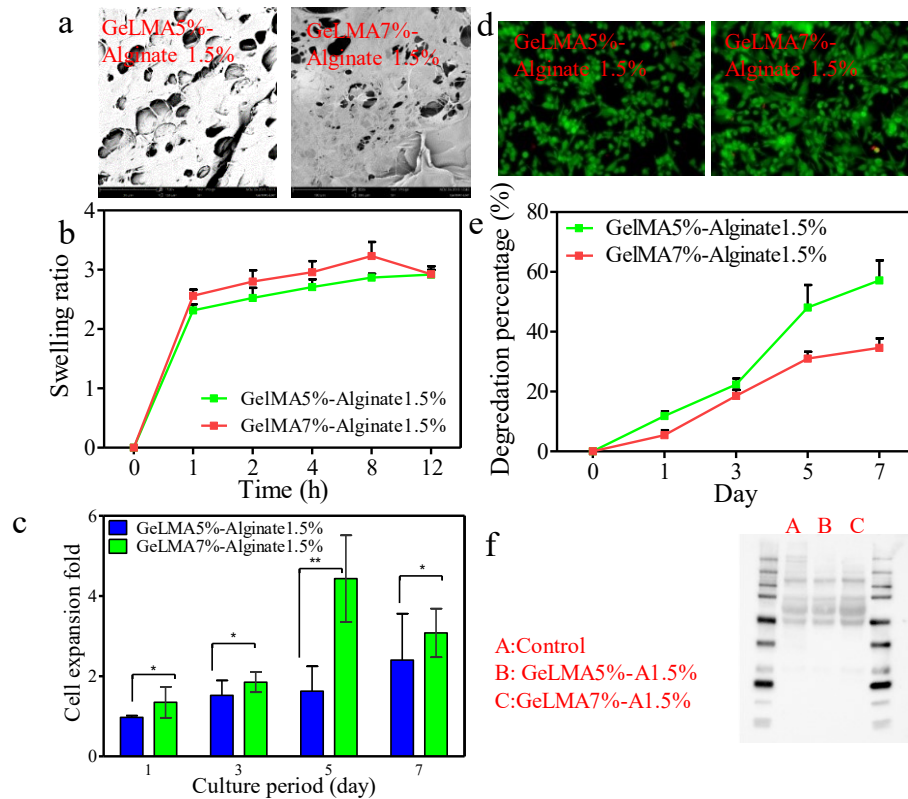 a
GeLMA5%-
Alginate 1.5%
GeLMA7%-
Alginate 1.5%
d
GeLMA5%-
Alginate 1.5%
GeLMA7%-
Alginate 1.5%
b
Swelling ratio
4
3
2
1
0
GelMA5%-Alginate1.5%
GelMA7%-Alginate1.5%
0 1 2 4 8 12
Time (h)
e
Degredation percentage (%)
80
60
40
20
0
GelMA5%-Alginate1.5%
GelMA7%-Alginate1.5%
0 1 3 5 7
Day
c
Cell expansion fold
6
4
2
0
GeLMA5%-Alginate1.5%
GeLMA7%-Alginate1.5%
*
*
**
*
1 3 5 7
Culture period (day)
f
A B C
A:Control
B: GeLMA5%-A1.5%
C:GeLMA7%-A1.5%